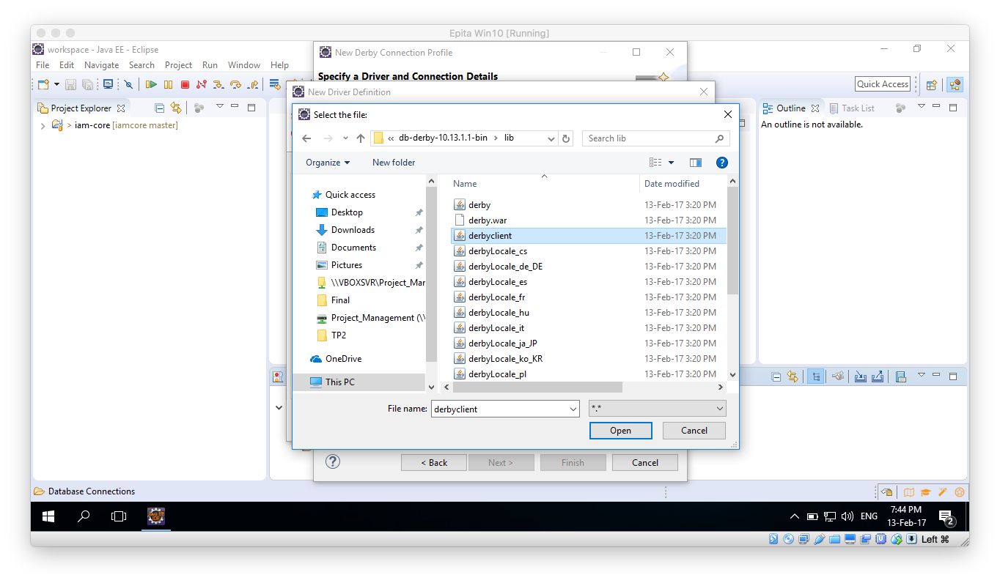 Epita Win10 [Running]
workspace - Java EE - Eclipse
File Edit Navigate Search Project Run Window Help
Quick Access
Project Explorer
> iam-core [iamcore master]
New Derby Connection Profile
Specify a Driver and Connection Details
New Driver Definition
Select the file:
« db-derby-10.13.1.1-bin › lib
Search lib
Organize
New folder
Quick access
Desktop
Downloads
Documents
Pictures
\\VBOXSVR\Project_Mar
Final
Project_Management (\\
TP2
OneDrive
This PC
Name Date modified
derby 13-Feb-17 3:20 PM
derby.war 13-Feb-17 3:20 PM
derbyclient 13-Feb-17 3:20 PM
derbyLocale_cs 13-Feb-17 3:20 PM
derbyLocale_de_DE 13-Feb-17 3:20 PM
derbyLocale_es 13-Feb-17 3:20 PM
derbyLocale_fr 13-Feb-17 3:20 PM
derbyLocale_hu 13-Feb-17 3:20 PM
derbyLocale_it 13-Feb-17 3:20 PM
derbyLocale_ja_JP 13-Feb-17 3:20 PM
derbyLocale_ko_KR 13-Feb-17 3:20 PM
derbyLocale_pl 13-Feb-17 3:20 PM
File name: derbyclient *.*
Open Cancel
< Back Next > Finish Cancel
Outline Task List
An outline is not available.
Database Connections
ENG
7:44 PM
13-Feb-17
2
Left ⌘